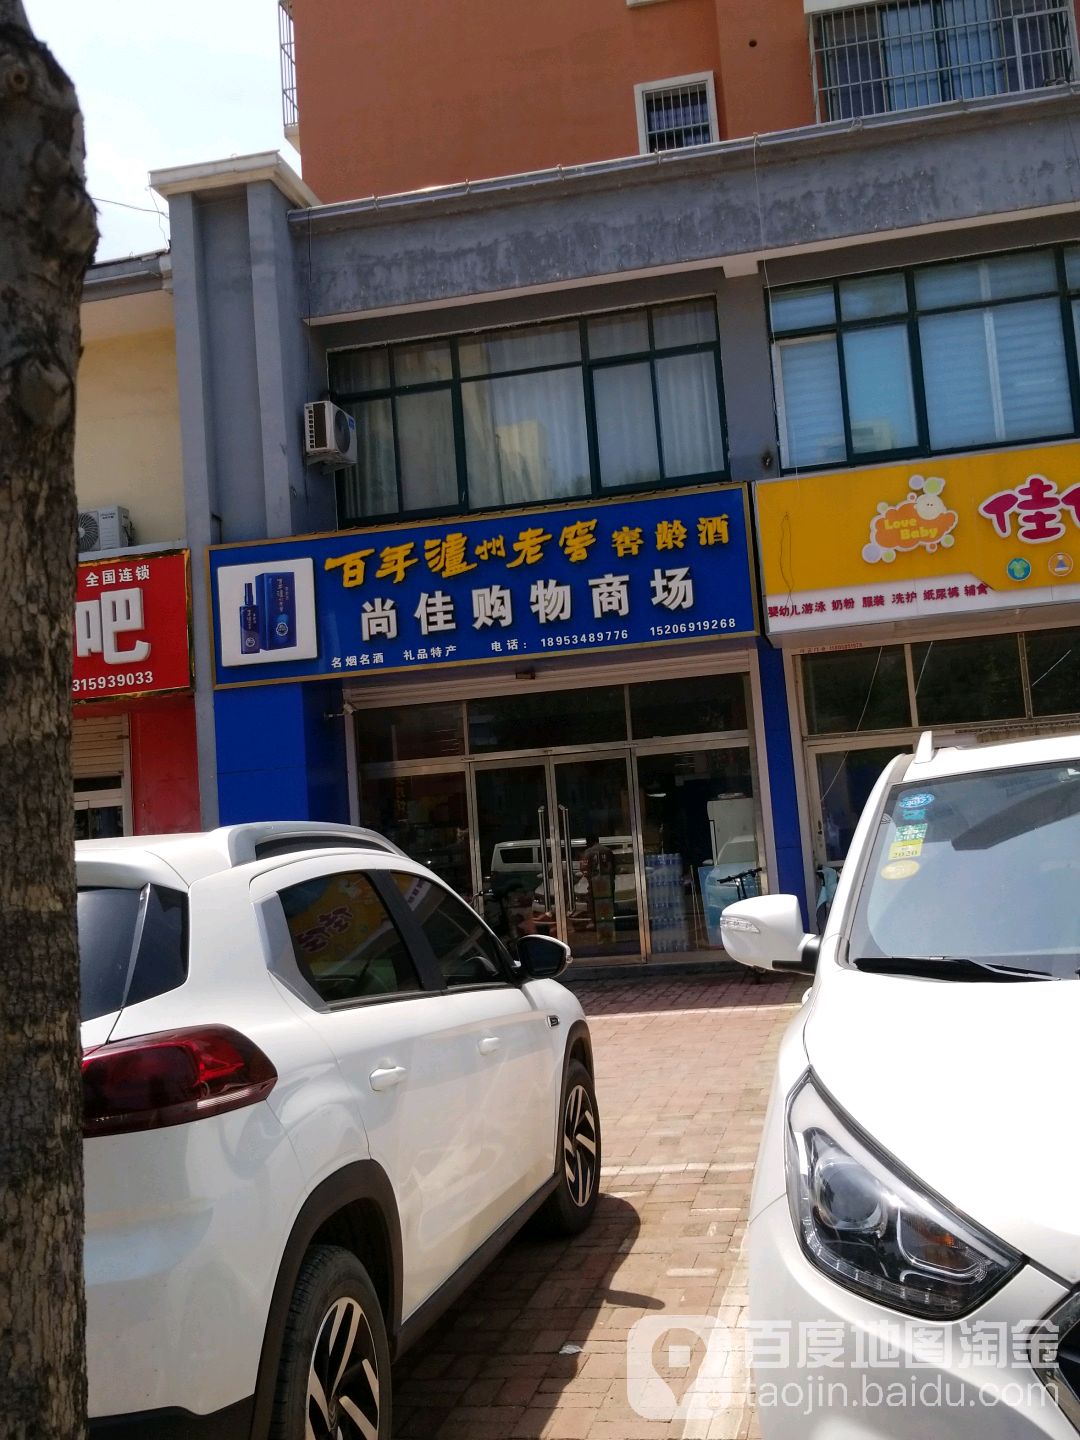 全国连锁
吧
315939033
百年泸州老窖 窖龄酒
尚佳购物商场
名烟名酒 礼品特产 电话：18953489776 15206919268
Love Baby
佳
婴幼儿游泳 奶粉 服装 洗护 纸尿裤 辅食
2020
百度地图淘金
taojin.baidu.com